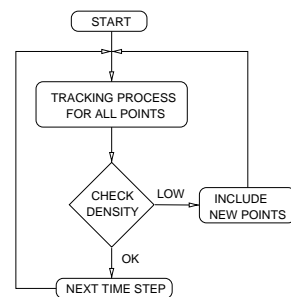 START
TRACKING PROCESS
FOR ALL POINTS
CHECK
DENSITY
LOW
INCLUDE
NEW POINTS
OK
NEXT TIME STEP